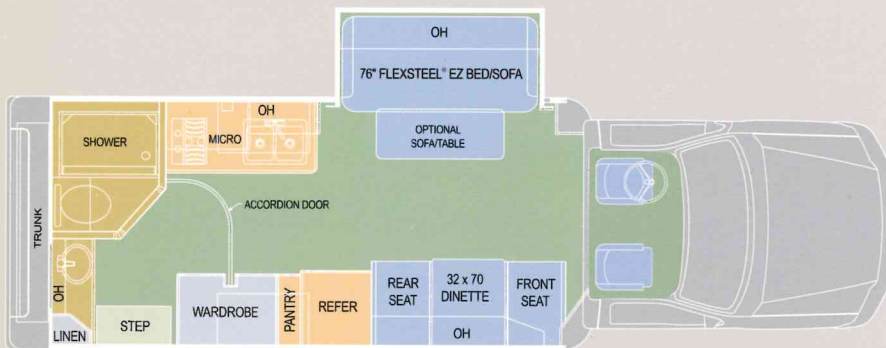 OH
76" FLEXSTEEL® EZ BED/SOFA
OPTIONAL
SOFA/TABLE
OH
MICRO
SHOWER
ACCORDION DOOR
TRUNK
OH
LINEN
STEP
WARDROBE
PANTRY
REFER
REAR
SEAT
32 x 70
DINETTE
FRONT
SEAT
OH